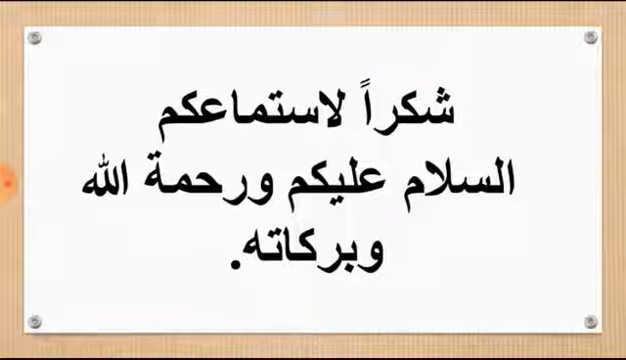 شكراً لاستماعكم
السلام عليكم ورحمة الله
وبركاته.